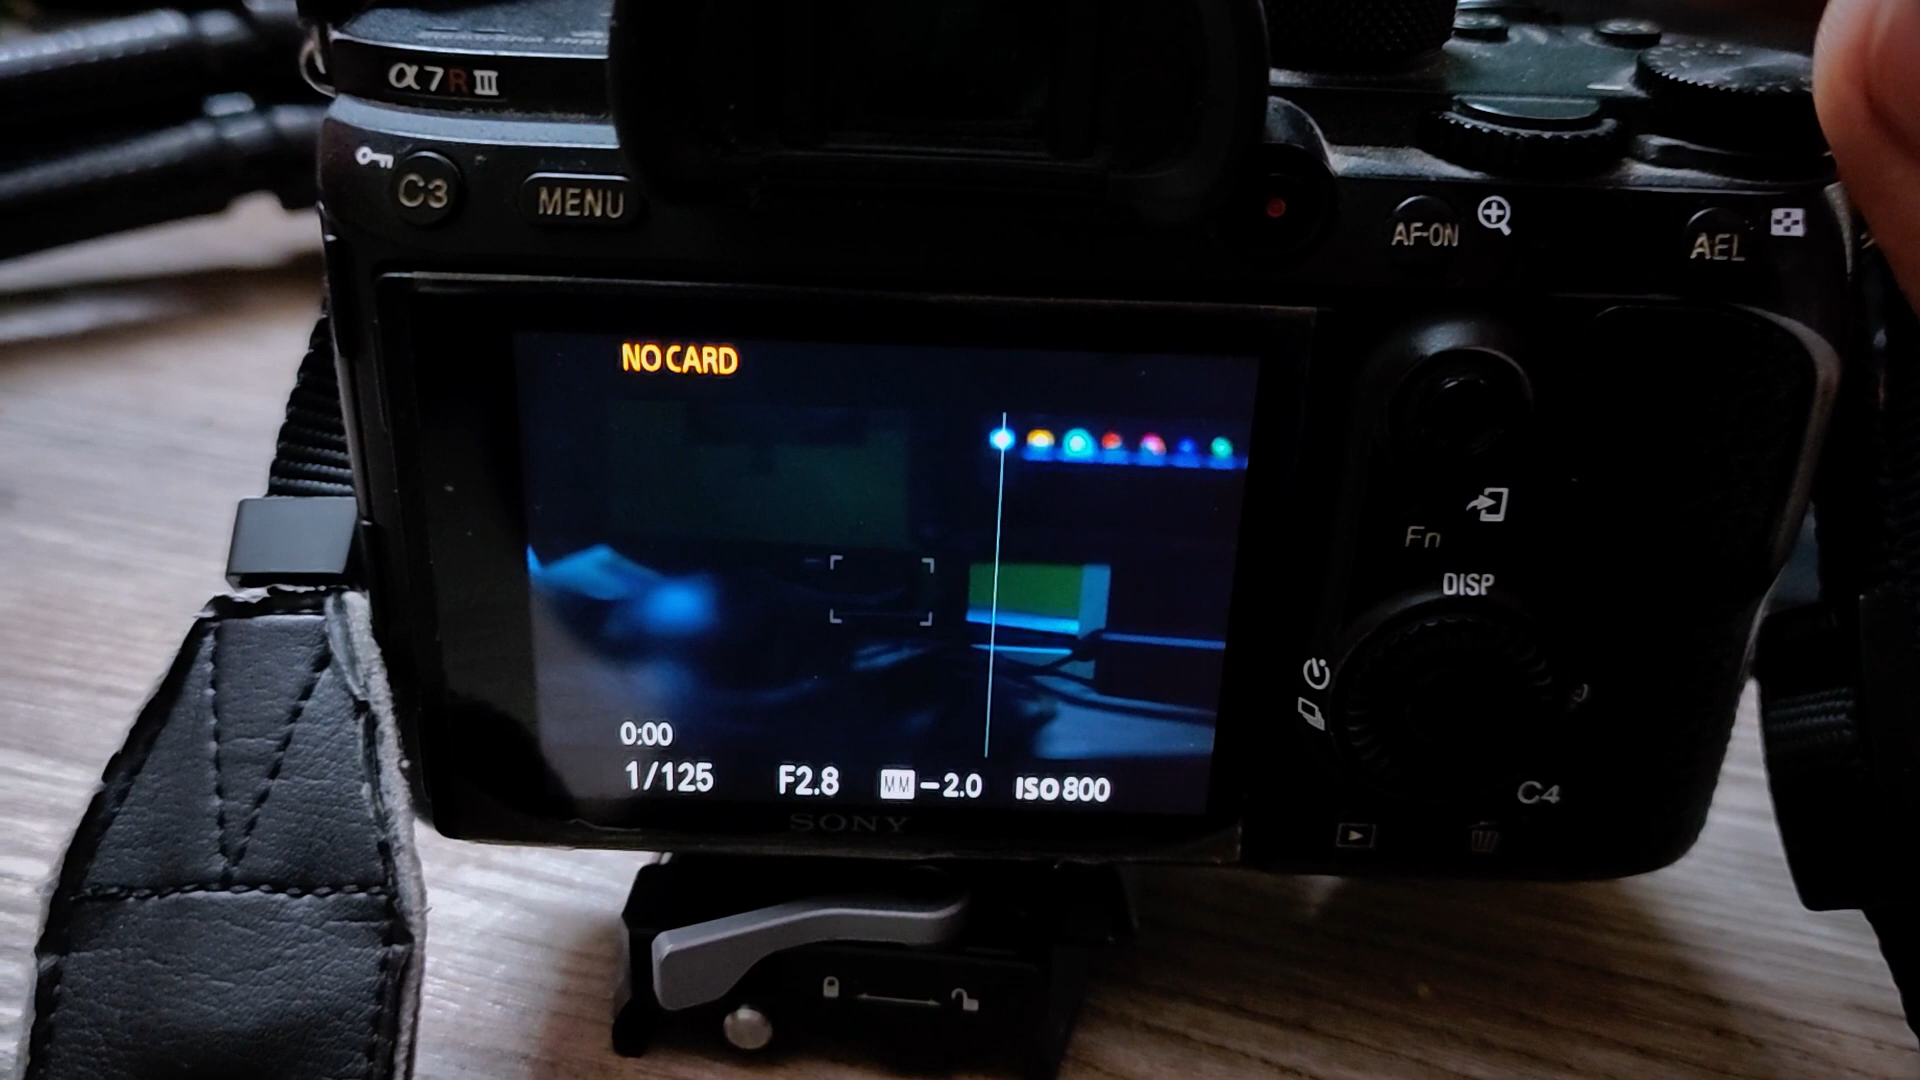 α7RIII
C3
MENU
AF-ON
AEL
NO CARD
Fn
DISP
0:00
1/125 F2.8 MM -2.0 ISO 800
C4
SONY